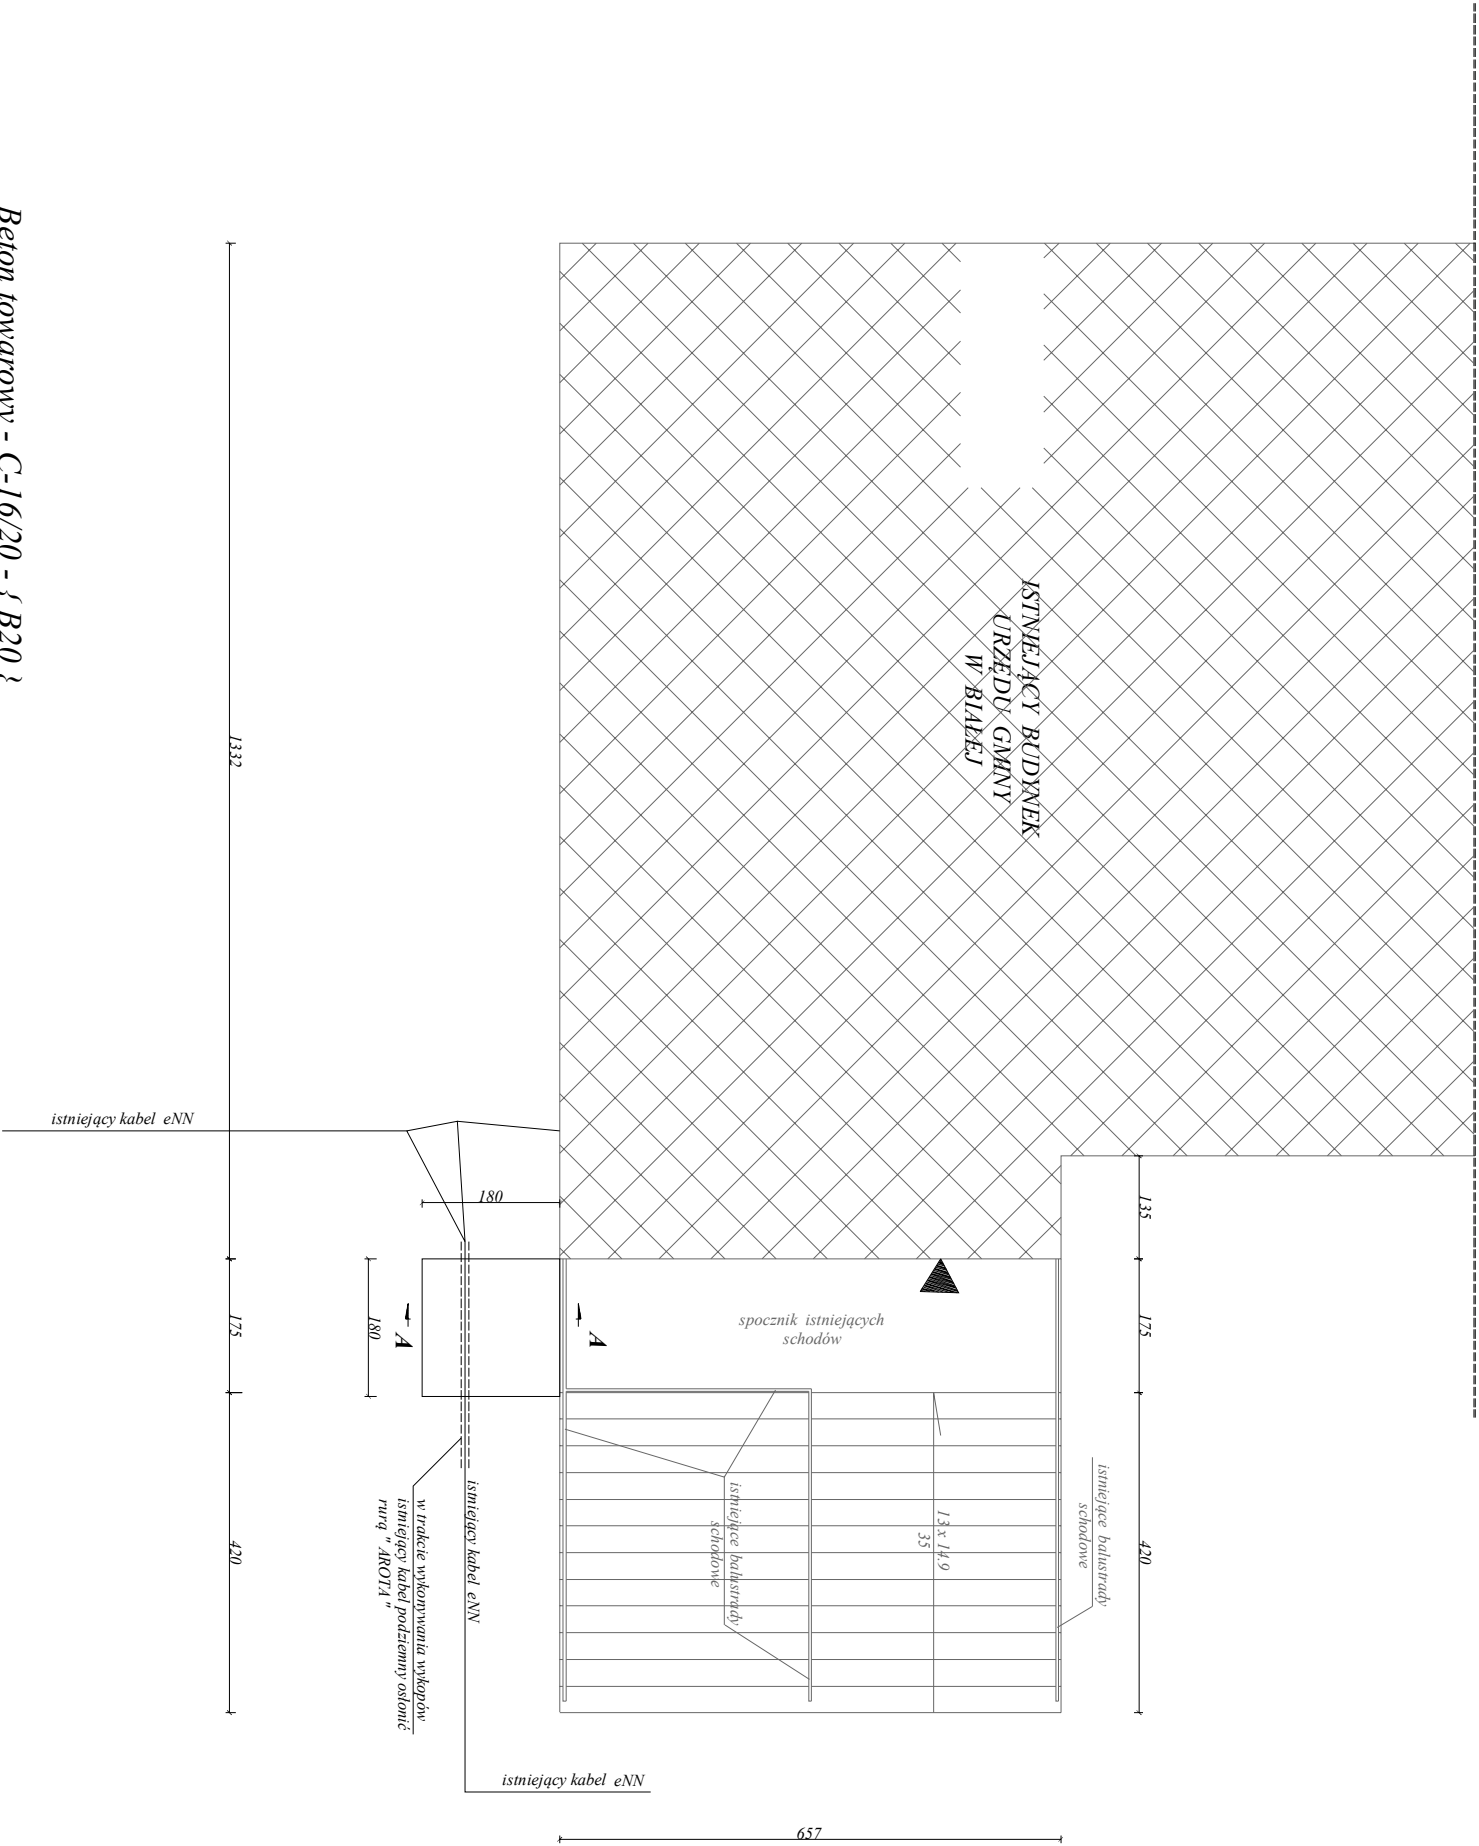 ISTNIEJĄCY BUDYNEK
URZĘDU GMINY
W BIAŁEJ
135
175
420
istniejące balustrady
schodowe
13 x 14.9
35
spocznik istniejących
schodów
istniejące balustrady
schodowe
A
A
180
180
istniejący kabel eNN
istniejący kabel eNN
w trakcie wykonywania wykopów
istniejący kabel podziemny osłonić
rurą " AROTA "
istniejący kabel eNN
1332
175
420
657
Beton towarowy - C-16/20 - { B20 }